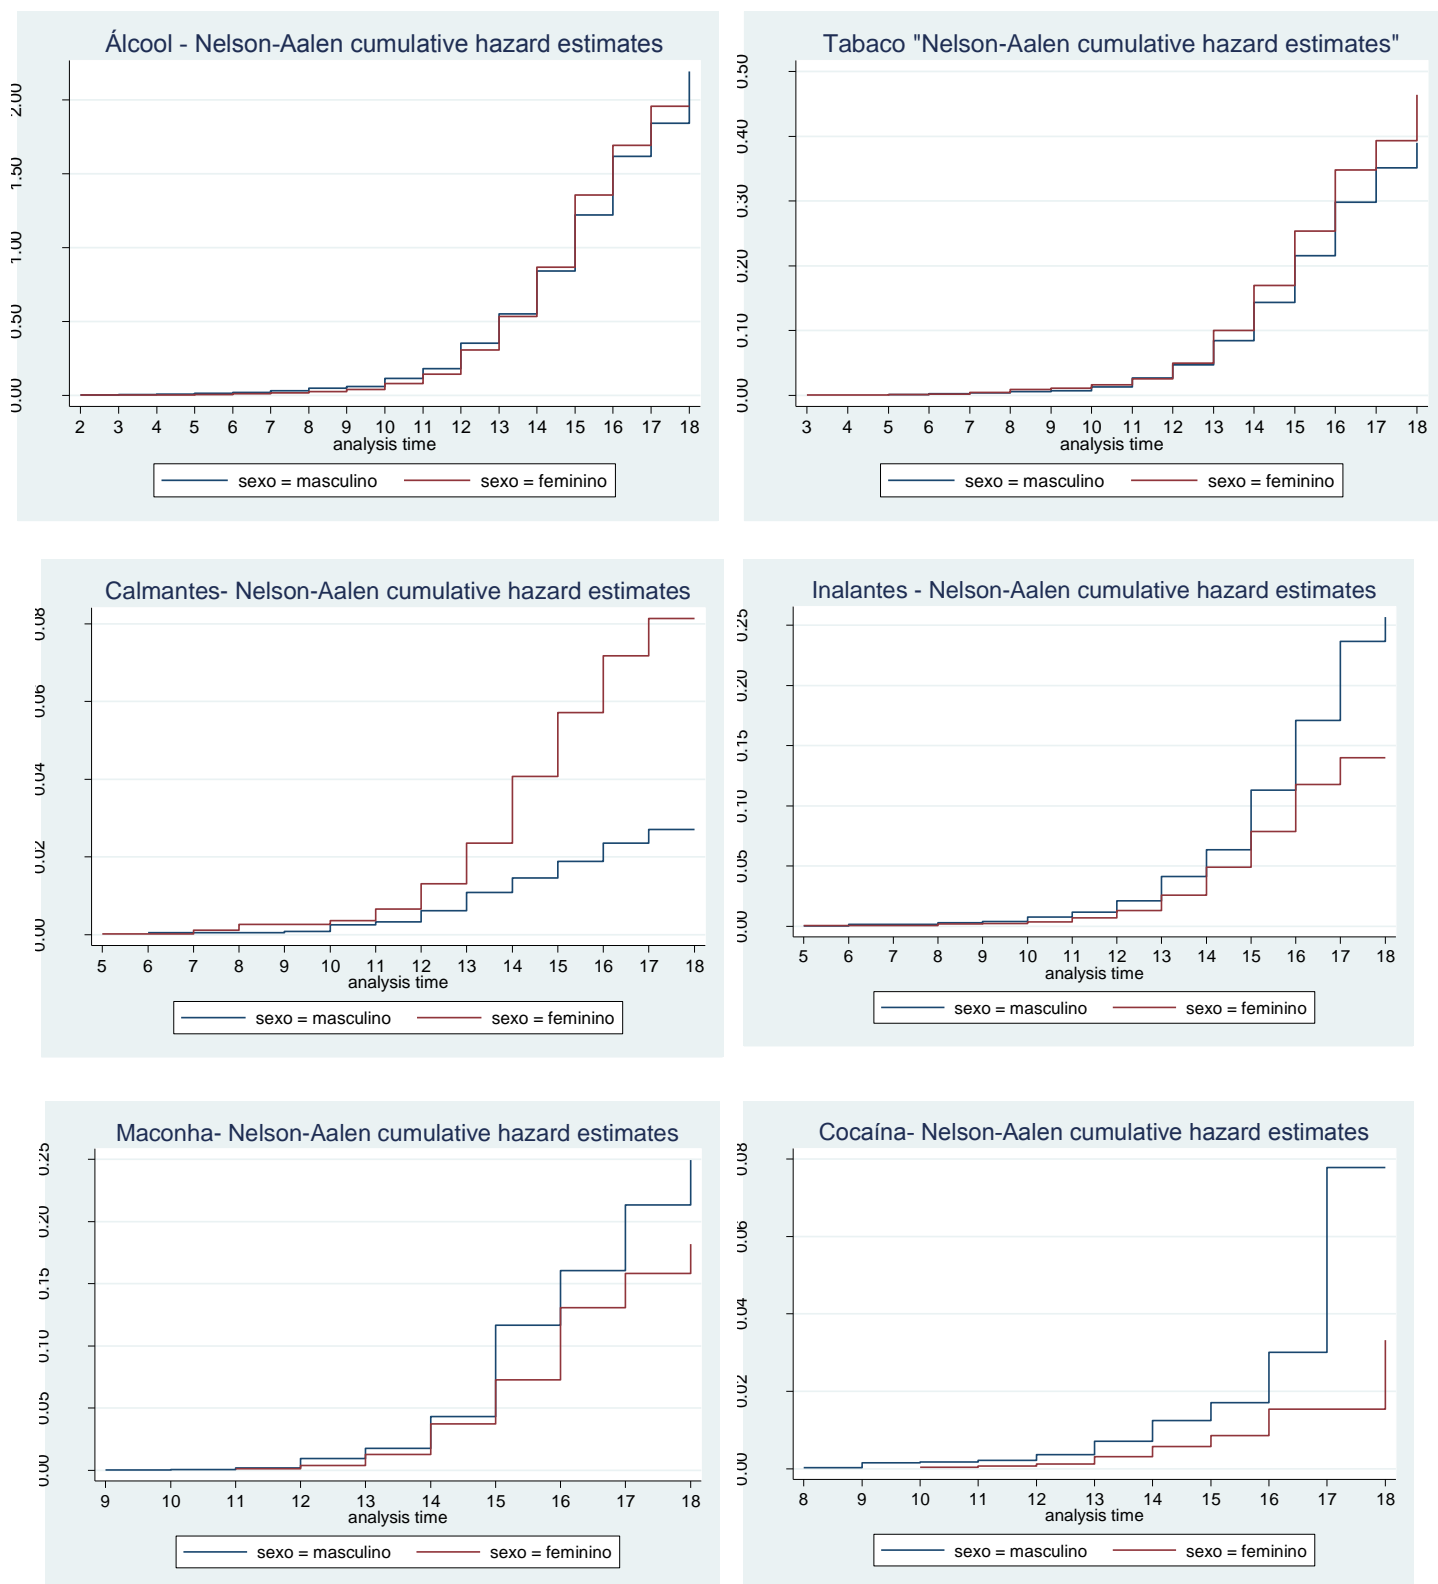 Álcool - Nelson-Aalen cumulative hazard estimates
2.00
1.50
1.00
0.50
0.00
2 3 4 5 6 7 8 9 10 11 12 13 14 15 16 17 18
analysis time
sexo = masculino sexo = feminino
Tabaco "Nelson-Aalen cumulative hazard estimates"
0.50
0.40
0.30
0.20
0.10
0.00
3 4 5 6 7 8 9 10 11 12 13 14 15 16 17 18
analysis time
sexo = masculino sexo = feminino
Calmantes- Nelson-Aalen cumulative hazard estimates
0.08
0.06
0.04
0.02
0.00
5 6 7 8 9 10 11 12 13 14 15 16 17 18
analysis time
sexo = masculino sexo = feminino
Inalantes - Nelson-Aalen cumulative hazard estimates
0.25
0.20
0.15
0.10
0.05
0.00
5 6 7 8 9 10 11 12 13 14 15 16 17 18
analysis time
sexo = masculino sexo = feminino
Maconha- Nelson-Aalen cumulative hazard estimates
0.25
0.20
0.15
0.10
0.05
0.00
9 10 11 12 13 14 15 16 17 18
analysis time
sexo = masculino sexo = feminino
Cocaína- Nelson-Aalen cumulative hazard estimates
0.08
0.06
0.04
0.02
0.00
8 9 10 11 12 13 14 15 16 17 18
analysis time
sexo = masculino sexo = feminino